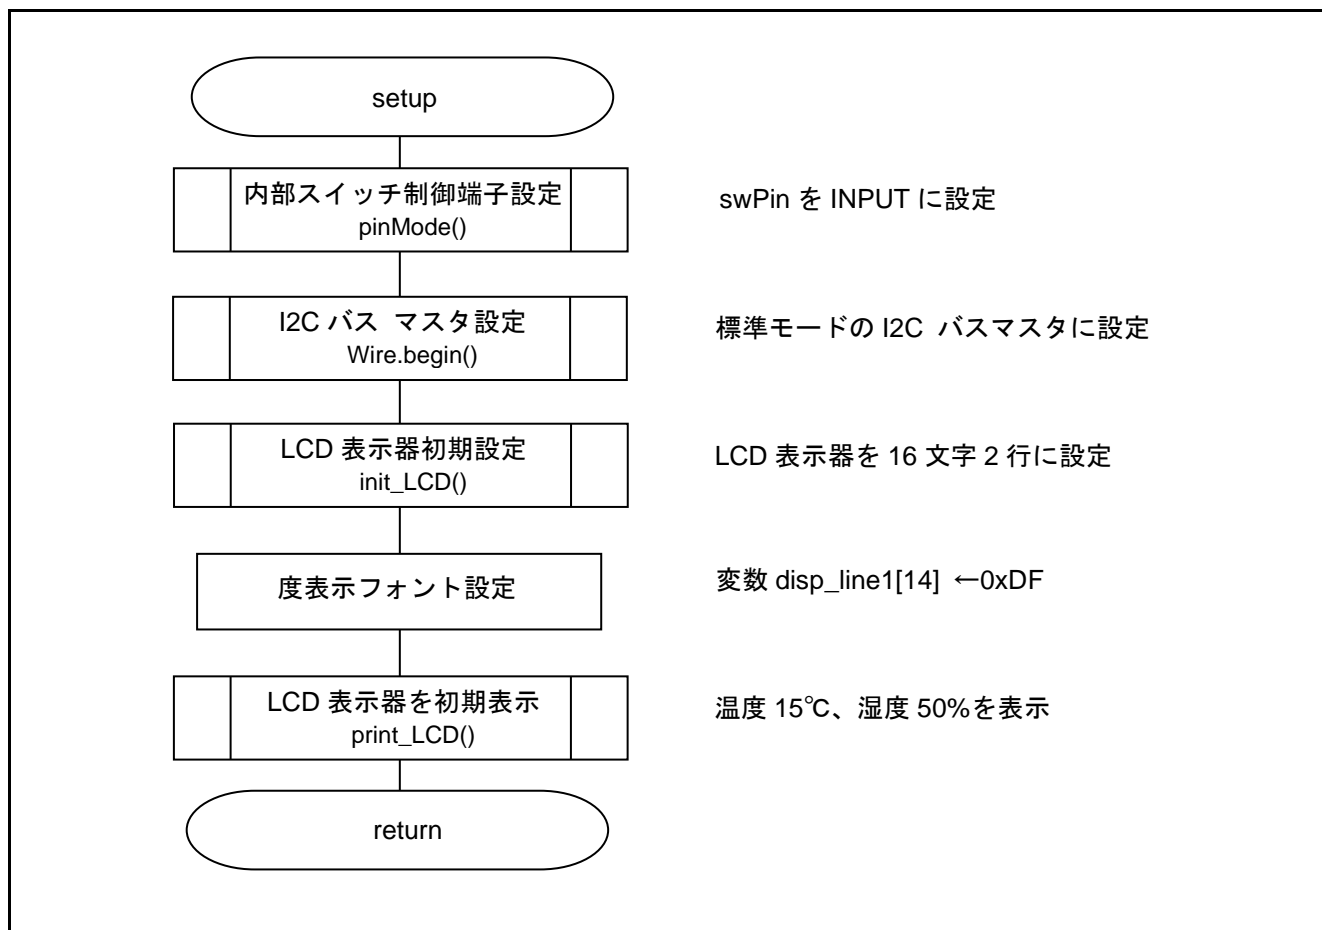 setup
内部スイッチ制御端子設定
pinMode()
swPin を INPUT に設定
I2C バス マスタ設定
Wire.begin()
標準モードの I2C バスマスタに設定
LCD 表示器初期設定
init_LCD()
LCD 表示器を 16 文字 2 行に設定
度表示フォント設定
変数 disp_line1[14] ←0xDF
LCD 表示器を初期表示
print_LCD()
温度 15℃、湿度 50%を表示
return